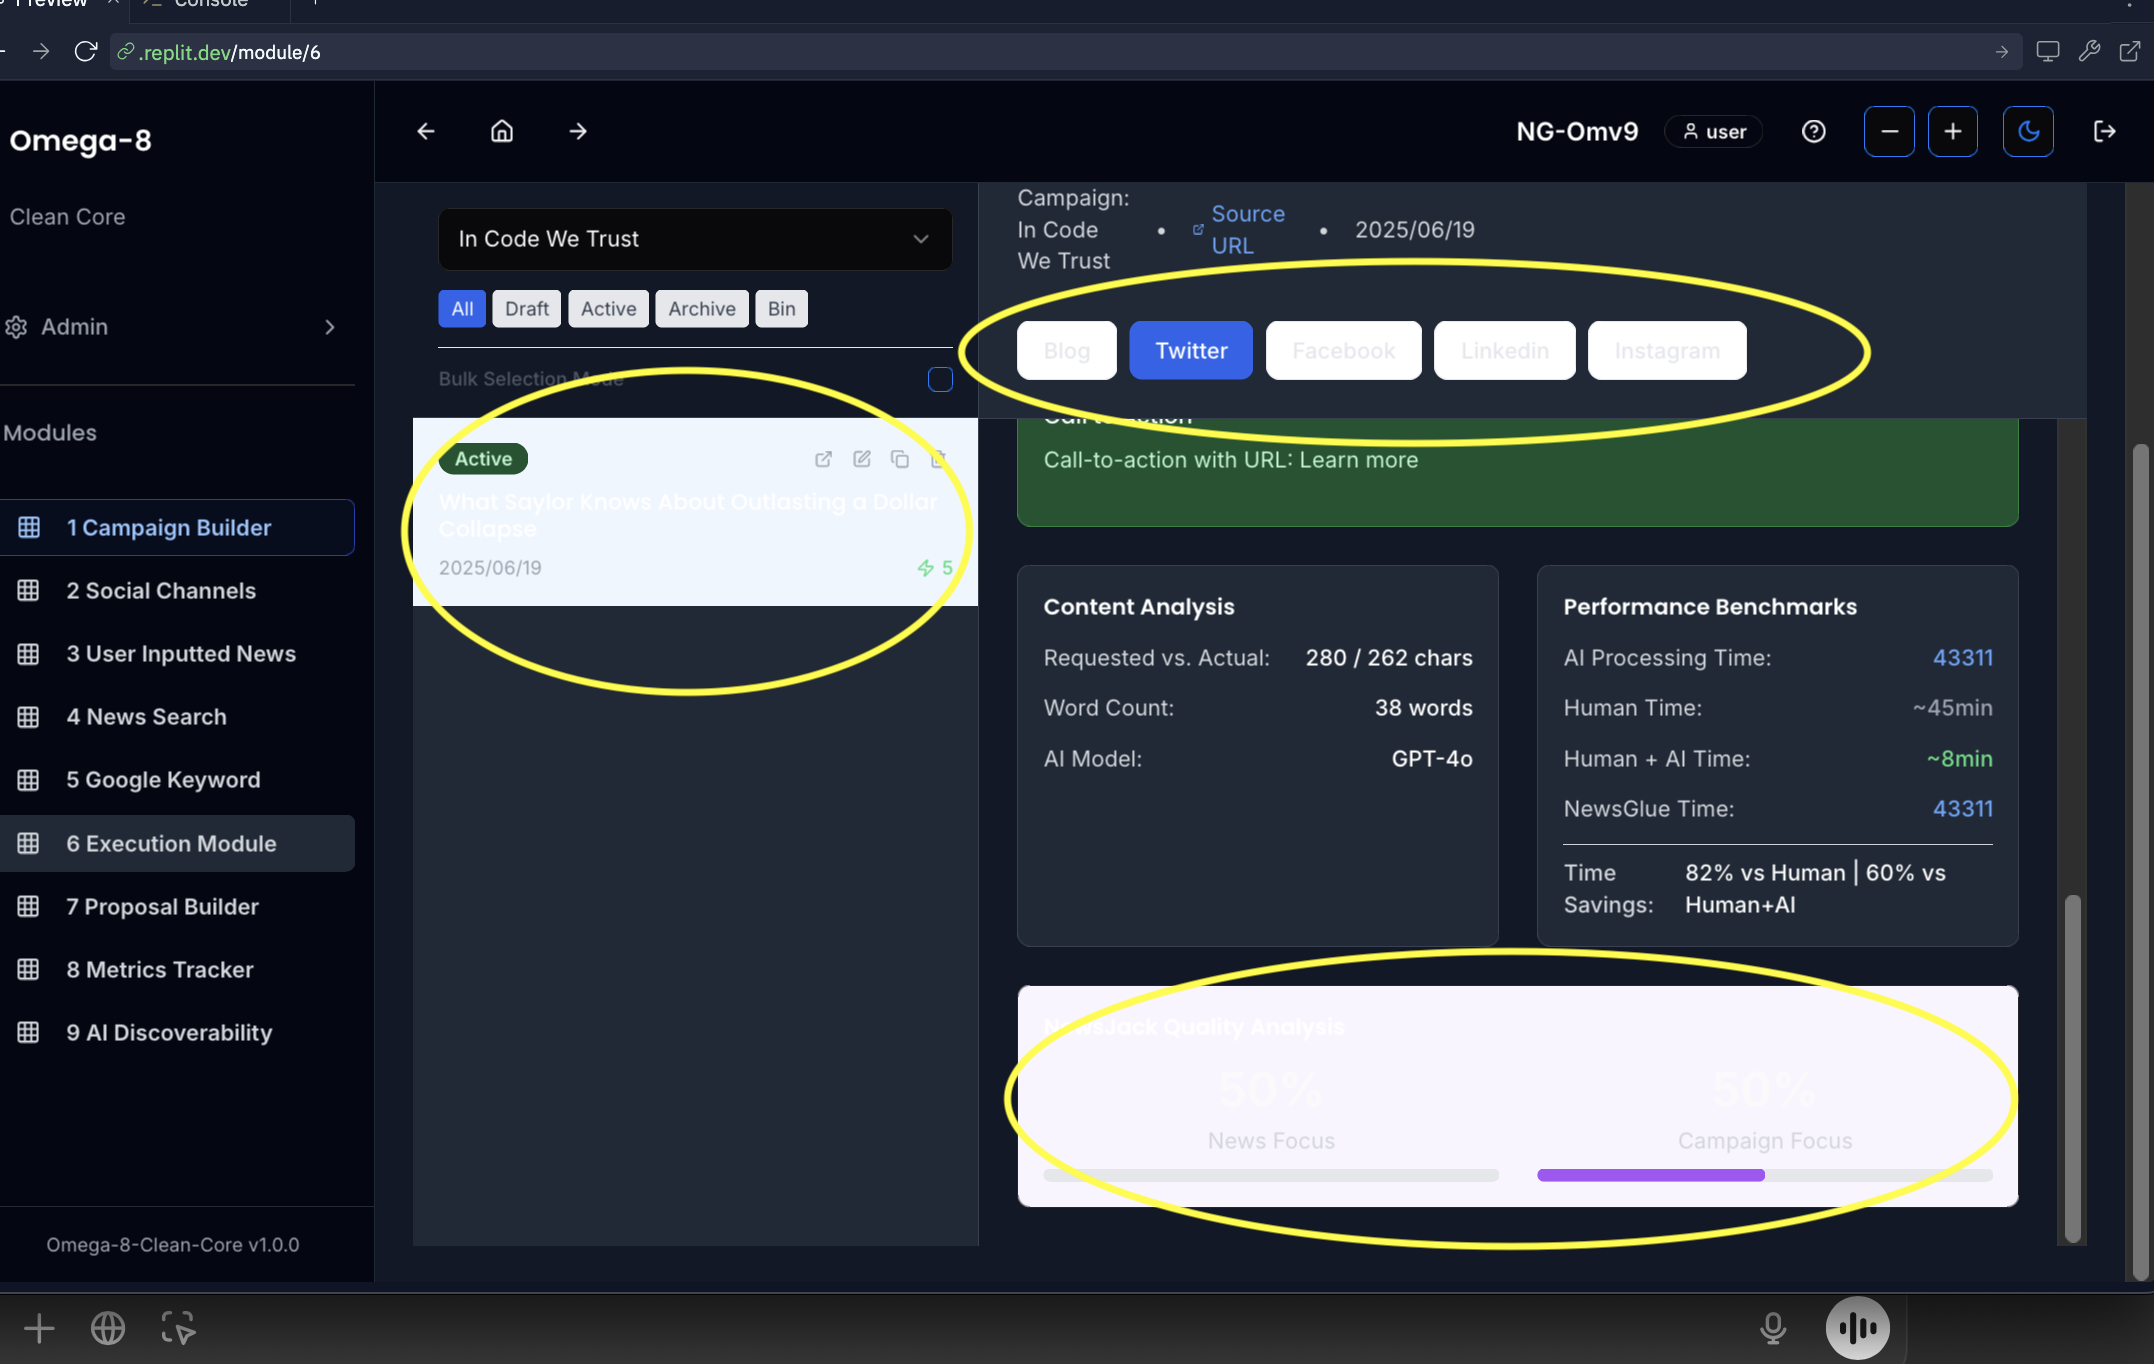 Preview
Console
.replit.dev/module/6
Omega-8
Clean Core
Admin
Modules
1 Campaign Builder
2 Social Channels
3 User Inputted News
4 News Search
5 Google Keyword
6 Execution Module
7 Proposal Builder
8 Metrics Tracker
9 AI Discoverability
Omega-8-Clean-Core v1.0.0
NG-Omv9
user
In Code We Trust
All Draft Active Archive Bin
Bulk Selection Mode
Active
What Saylor Knows About Outlasting a Dollar
Collapse
2025/06/19
5
Campaign:
In Code
We Trust
•
Source
URL
•
2025/06/19
Blog Twitter Facebook Linkedin Instagram
Call-to-action
Call-to-action with URL: Learn more
Content Analysis
Requested vs. Actual: 280 / 262 chars
Word Count: 38 words
AI Model: GPT-4o
Performance Benchmarks
AI Processing Time: 43311
Human Time: ~45min
Human + AI Time: ~8min
NewsGlue Time: 43311
Time
Savings:
82% vs Human | 60% vs
Human+AI
NewsJack Quality Analysis
50%
News Focus
50%
Campaign Focus